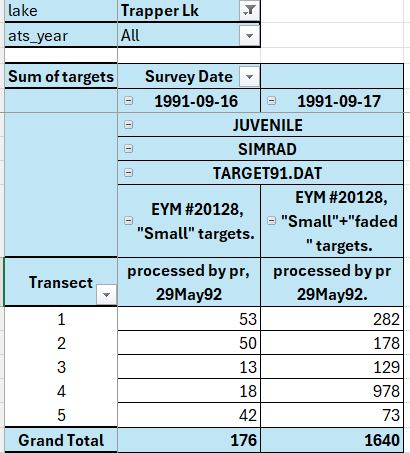 lake Trapper Lk
ats_year All
Sum of targets Survey Date
1991-09-16 1991-09-17
JUVENILE
SIMRAD
TARGET91.DAT
EYM #20128,
"Small" targets.
EYM #20128,
"Small"+"faded
" targets.
Transect
processed by pr,
29May92
processed by pr
29May92.
1 53 282
2 50 178
3 13 129
4 18 978
5 42 73
Grand Total 176 1640